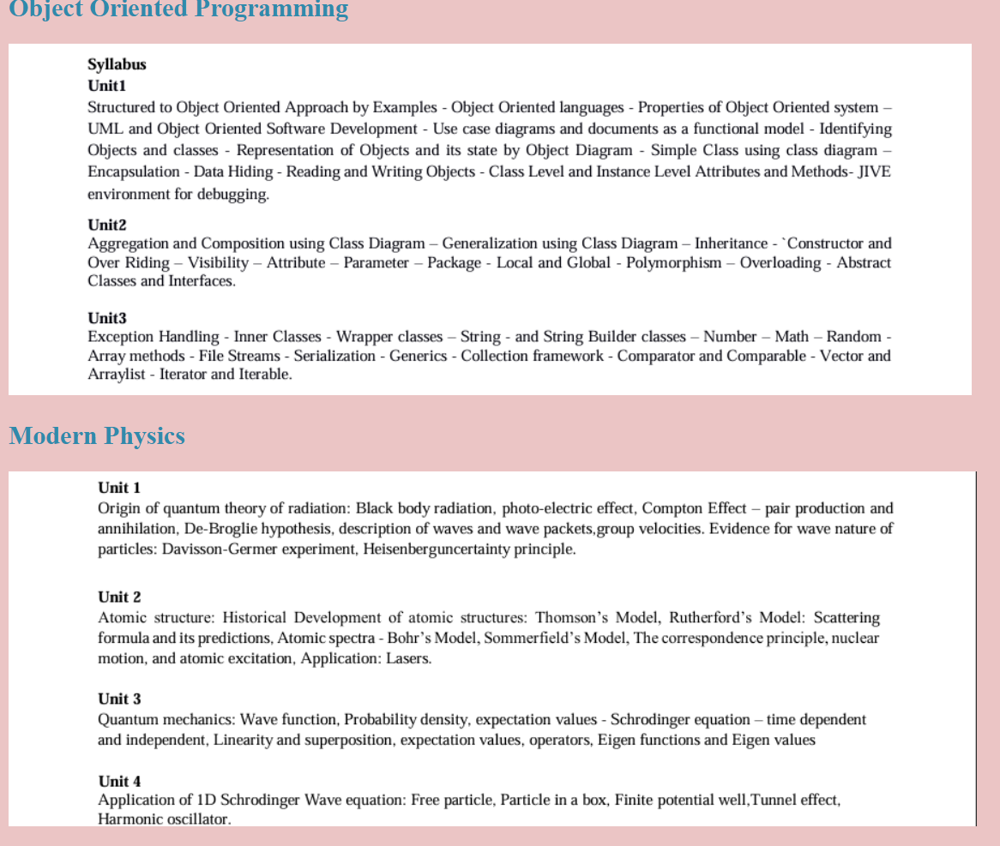 Object Oriented Programming
Syllabus
Unit1
Structured to Object Oriented Approach by Examples - Object Oriented languages - Properties of Object Oriented system –
UML and Object Oriented Software Development - Use case diagrams and documents as a functional model - Identifying
Objects and classes - Representation of Objects and its state by Object Diagram - Simple Class using class diagram –
Encapsulation - Data Hiding - Reading and Writing Objects - Class Level and Instance Level Attributes and Methods- JIVE
environment for debugging.
Unit2
Aggregation and Composition using Class Diagram – Generalization using Class Diagram – Inheritance - `Constructor and
Over Riding – Visibility – Attribute – Parameter – Package - Local and Global - Polymorphism – Overloading - Abstract
Classes and Interfaces.
Unit3
Exception Handling - Inner Classes - Wrapper classes – String - and String Builder classes – Number – Math – Random -
Array methods - File Streams - Serialization - Generics - Collection framework - Comparator and Comparable - Vector and
Arraylist - Iterator and Iterable.
Modern Physics
Unit 1
Origin of quantum theory of radiation: Black body radiation, photo-electric effect, Compton Effect – pair production and
annihilation, De-Broglie hypothesis, description of waves and wave packets,group velocities. Evidence for wave nature of
particles: Davisson-Germer experiment, Heisenberguncertainty principle.
Unit 2
Atomic structure: Historical Development of atomic structures: Thomson’s Model, Rutherford’s Model: Scattering
formula and its predictions, Atomic spectra - Bohr’s Model, Sommerfield’s Model, The correspondence principle, nuclear
motion, and atomic excitation, Application: Lasers.
Unit 3
Quantum mechanics: Wave function, Probability density, expectation values - Schrodinger equation – time dependent
and independent, Linearity and superposition, expectation values, operators, Eigen functions and Eigen values
Unit 4
Application of 1D Schrodinger Wave equation: Free particle, Particle in a box, Finite potential well,Tunnel effect,
Harmonic oscillator.